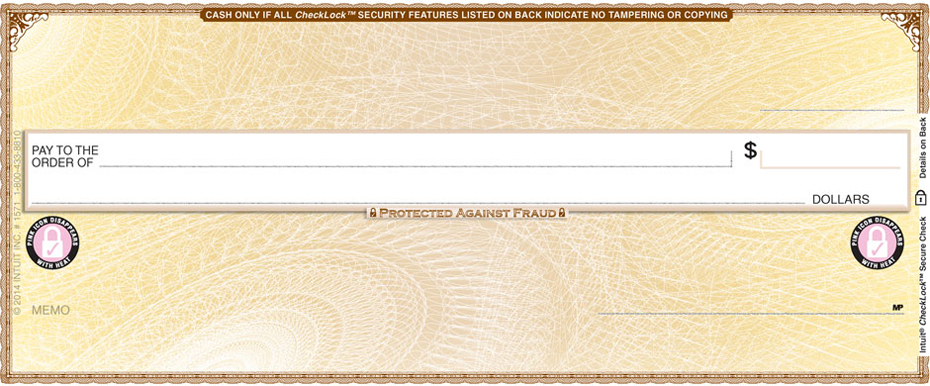 CASH ONLY IF ALL CheckLock™ SECURITY FEATURES LISTED ON BACK INDICATE NO TAMPERING OR COPYING
PAY TO THE
ORDER OF
$
DOLLARS
PROTECTED AGAINST FRAUD
PINK ICON DISAPPEARS
WITH HEAT
PINK ICON DISAPPEARS
WITH HEAT
MEMO
MP
© 2014 INTUIT INC. # 1571 1-800-433-8810
Intuit® CheckLock™ Secure Check Details on Back